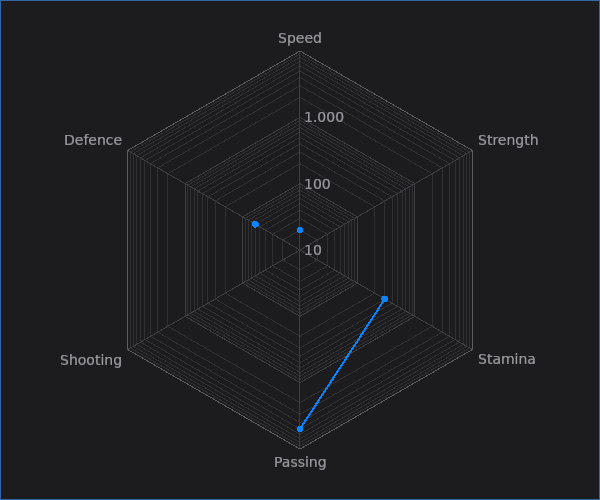 Speed
1.000
Defence
Strength
100
10
Shooting
Stamina
Passing